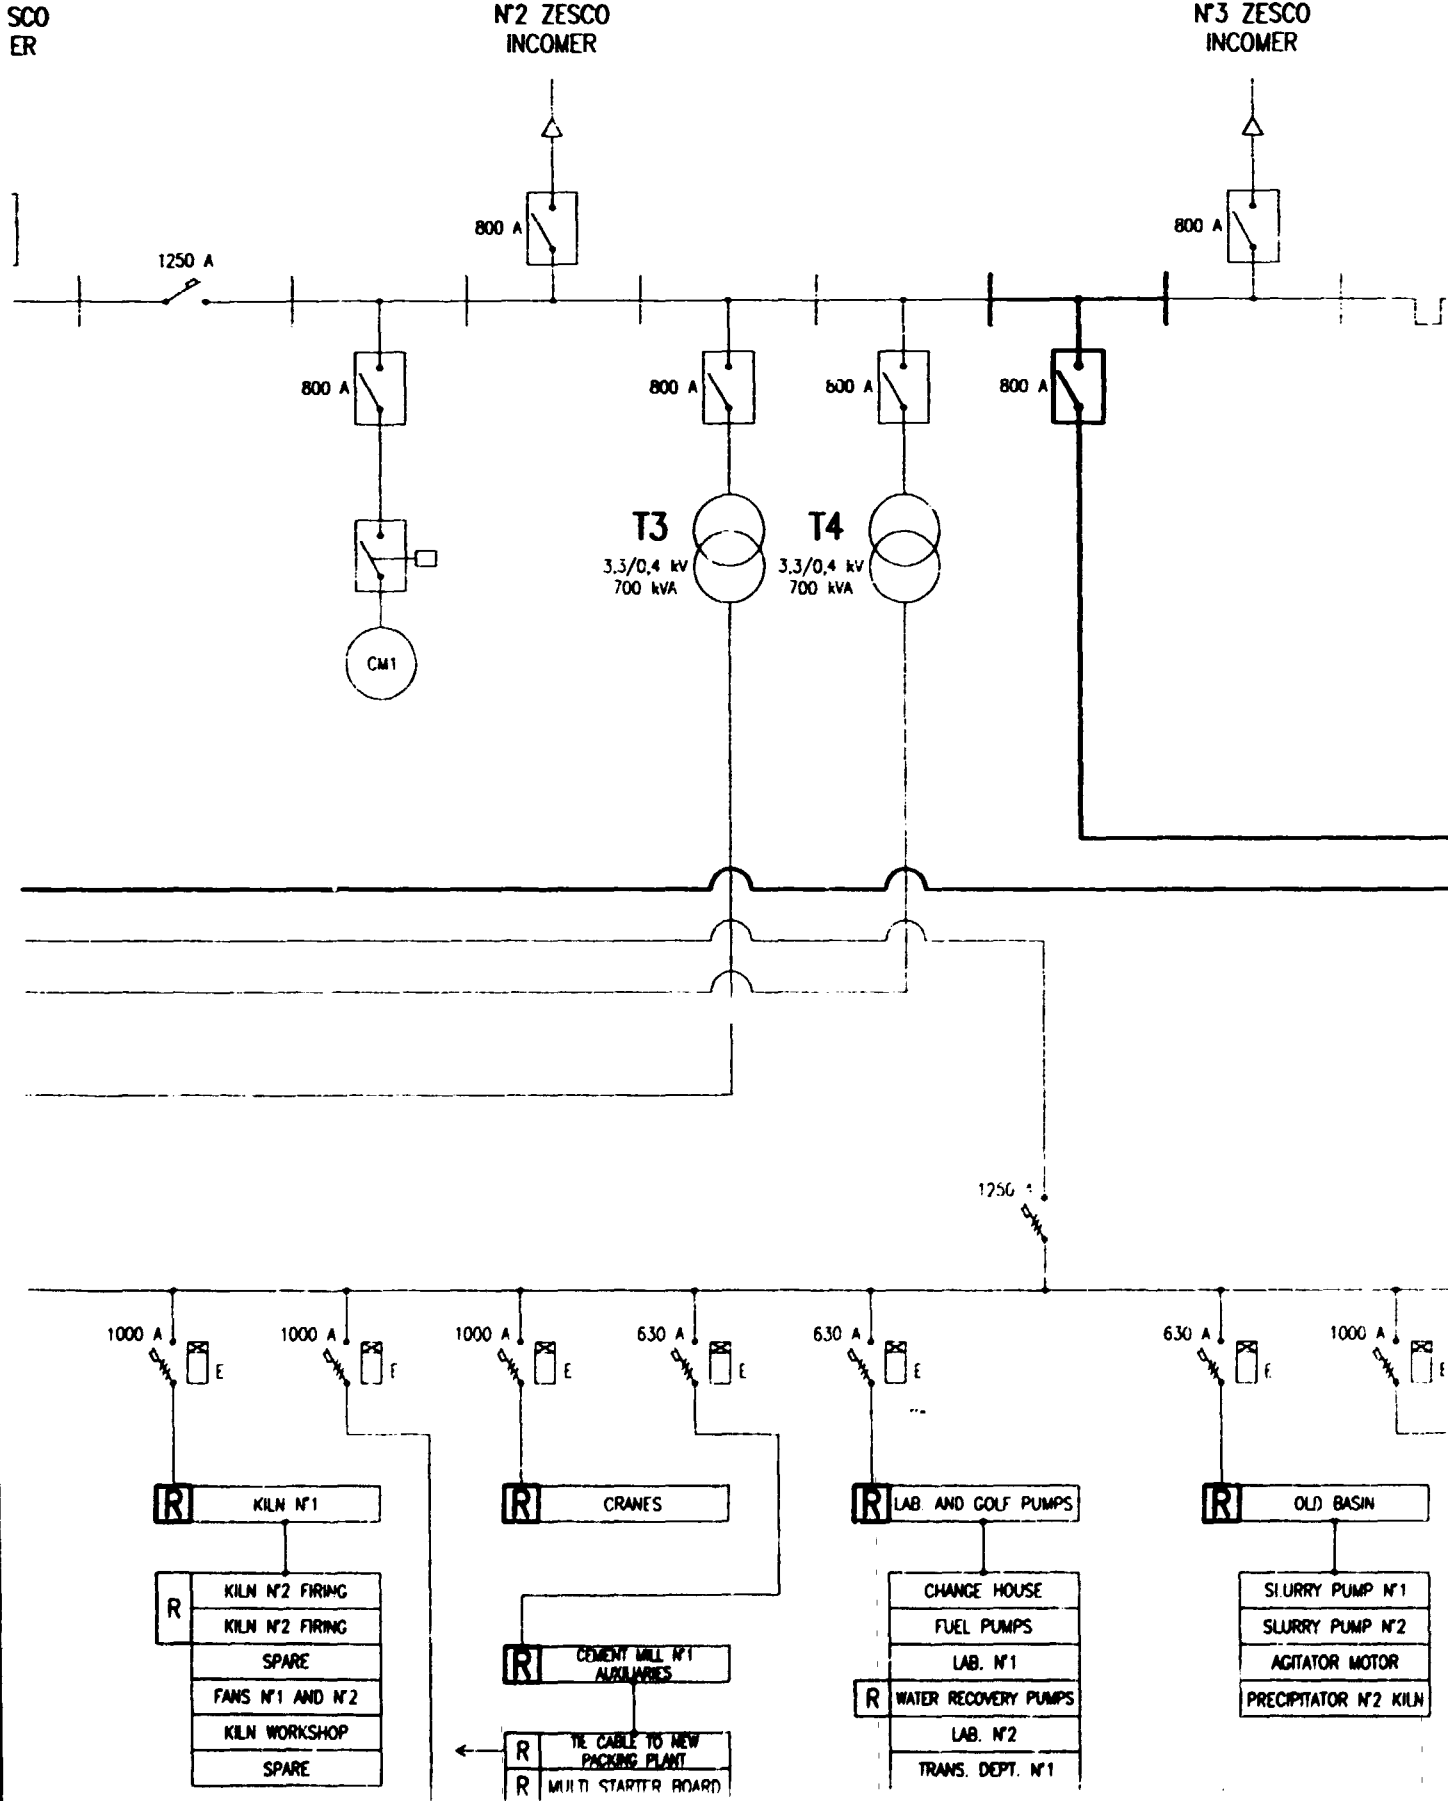 SCO
ER
N°2 ZESCO
INCOMER
N°3 ZESCO
INCOMER
800 A
800 A
1250 A
800 A
800 A
800 A
800 A
T3
3,3/0,4 kV
700 kVA
T4
3,3/0,4 kV
700 kVA
CM1
1250 A
1000 A
E
1000 A
E
1000 A
E
630 A
E
630 A
E
630 A
E
1000 A
E
R
KILN N°1
R
CRANES
R
LAB. AND GOLF PUMPS
R
OLD BASIN
R
KILN N°2 FIRING
KILN N°2 FIRING
SPARE
FANS N°1 AND N°2
KILN WORKSHOP
SPARE
R
CEMENT MILL N°1
AUXILIARIES
R
TIE CABLE TO NEW
PACKING PLANT
R
MULTI STARTER BOARD
CHANGE HOUSE
FUEL PUMPS
LAB. N°1
R
WATER RECOVERY PUMPS
LAB. N°2
TRANS. DEPT. N°1
SLURRY PUMP N°1
SLURRY PUMP N°2
AGITATOR MOTOR
PRECIPITATOR N°2 KILN